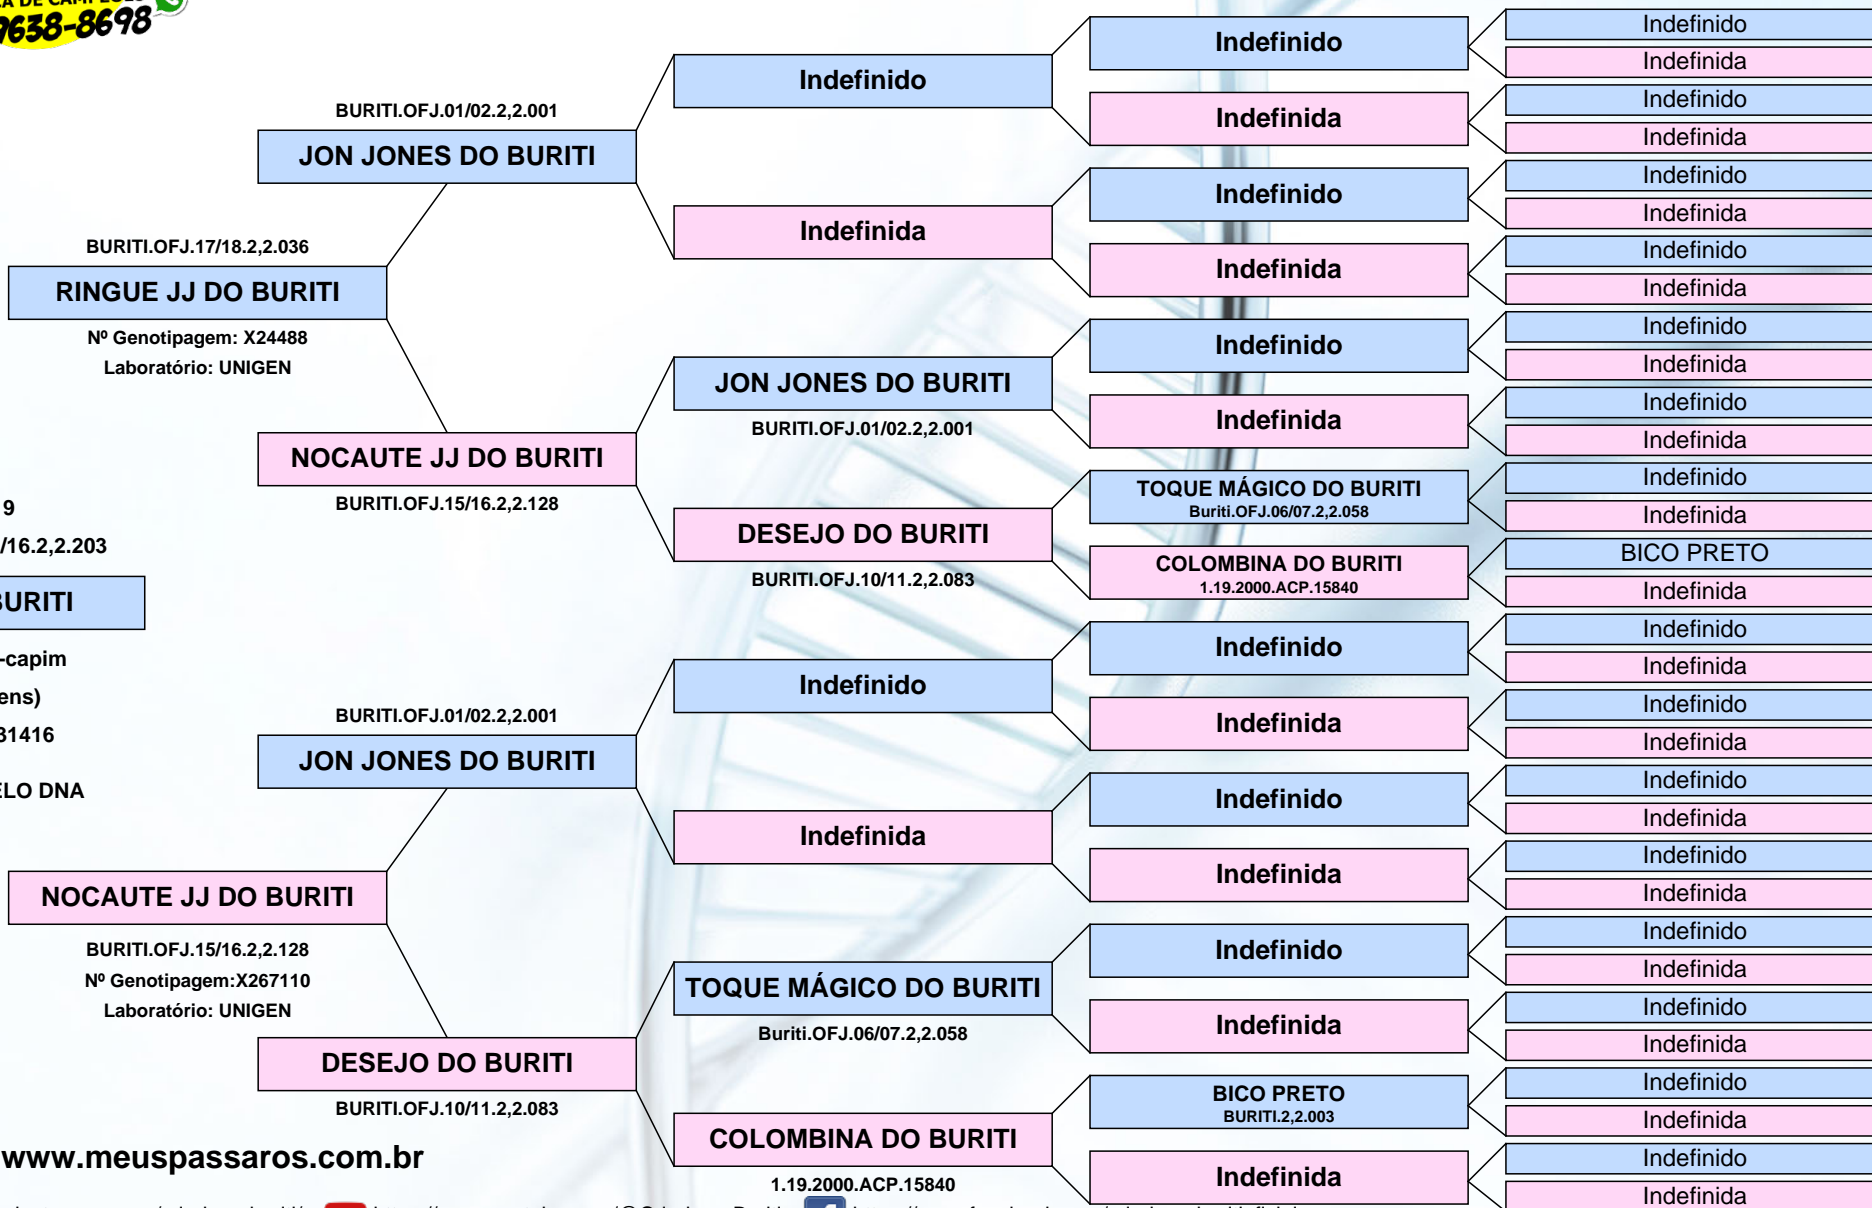 9638-8698
9
/16.2,2.203
BURITI
-capim
ens)
31416
ELO DNA
BURITI.OFJ.17/18.2,2.036
RINGUE JJ DO BURITI
Nº Genotipagem: X24488
Laboratório: UNIGEN
NOCAUTE JJ DO BURITI
BURITI.OFJ.15/16.2,2.128
Nº Genotipagem:X267110
Laboratório: UNIGEN
BURITI.OFJ.01/02.2,2.001
JON JONES DO BURITI
NOCAUTE JJ DO BURITI
BURITI.OFJ.15/16.2,2.128
BURITI.OFJ.01/02.2,2.001
JON JONES DO BURITI
DESEJO DO BURITI
BURITI.OFJ.10/11.2,2.083
Indefinido
Indefinida
JON JONES DO BURITI
BURITI.OFJ.01/02.2,2.001
DESEJO DO BURITI
BURITI.OFJ.10/11.2,2.083
Indefinido
Indefinida
TOQUE MÁGICO DO BURITI
Buriti.OFJ.06/07.2,2.058
COLOMBINA DO BURITI
1.19.2000.ACP.15840
Indefinido
Indefinida
Indefinido
Indefinida
Indefinido
Indefinida
TOQUE MÁGICO DO BURITI
Buriti.OFJ.06/07.2,2.058
COLOMBINA DO BURITI
1.19.2000.ACP.15840
Indefinido
Indefinida
Indefinido
Indefinida
Indefinido
Indefinida
BICO PRETO
BURITI.2,2.003
Indefinida
Indefinido
Indefinida
Indefinido
Indefinida
Indefinido
Indefinida
Indefinido
Indefinida
Indefinido
Indefinida
Indefinido
Indefinida
Indefinido
Indefinida
BICO PRETO
Indefinida
Indefinido
Indefinida
Indefinido
Indefinida
Indefinido
Indefinida
Indefinido
Indefinida
Indefinido
Indefinida
Indefinido
Indefinida
Indefinido
Indefinida
Indefinido
Indefinida
www.meuspassaros.com.br